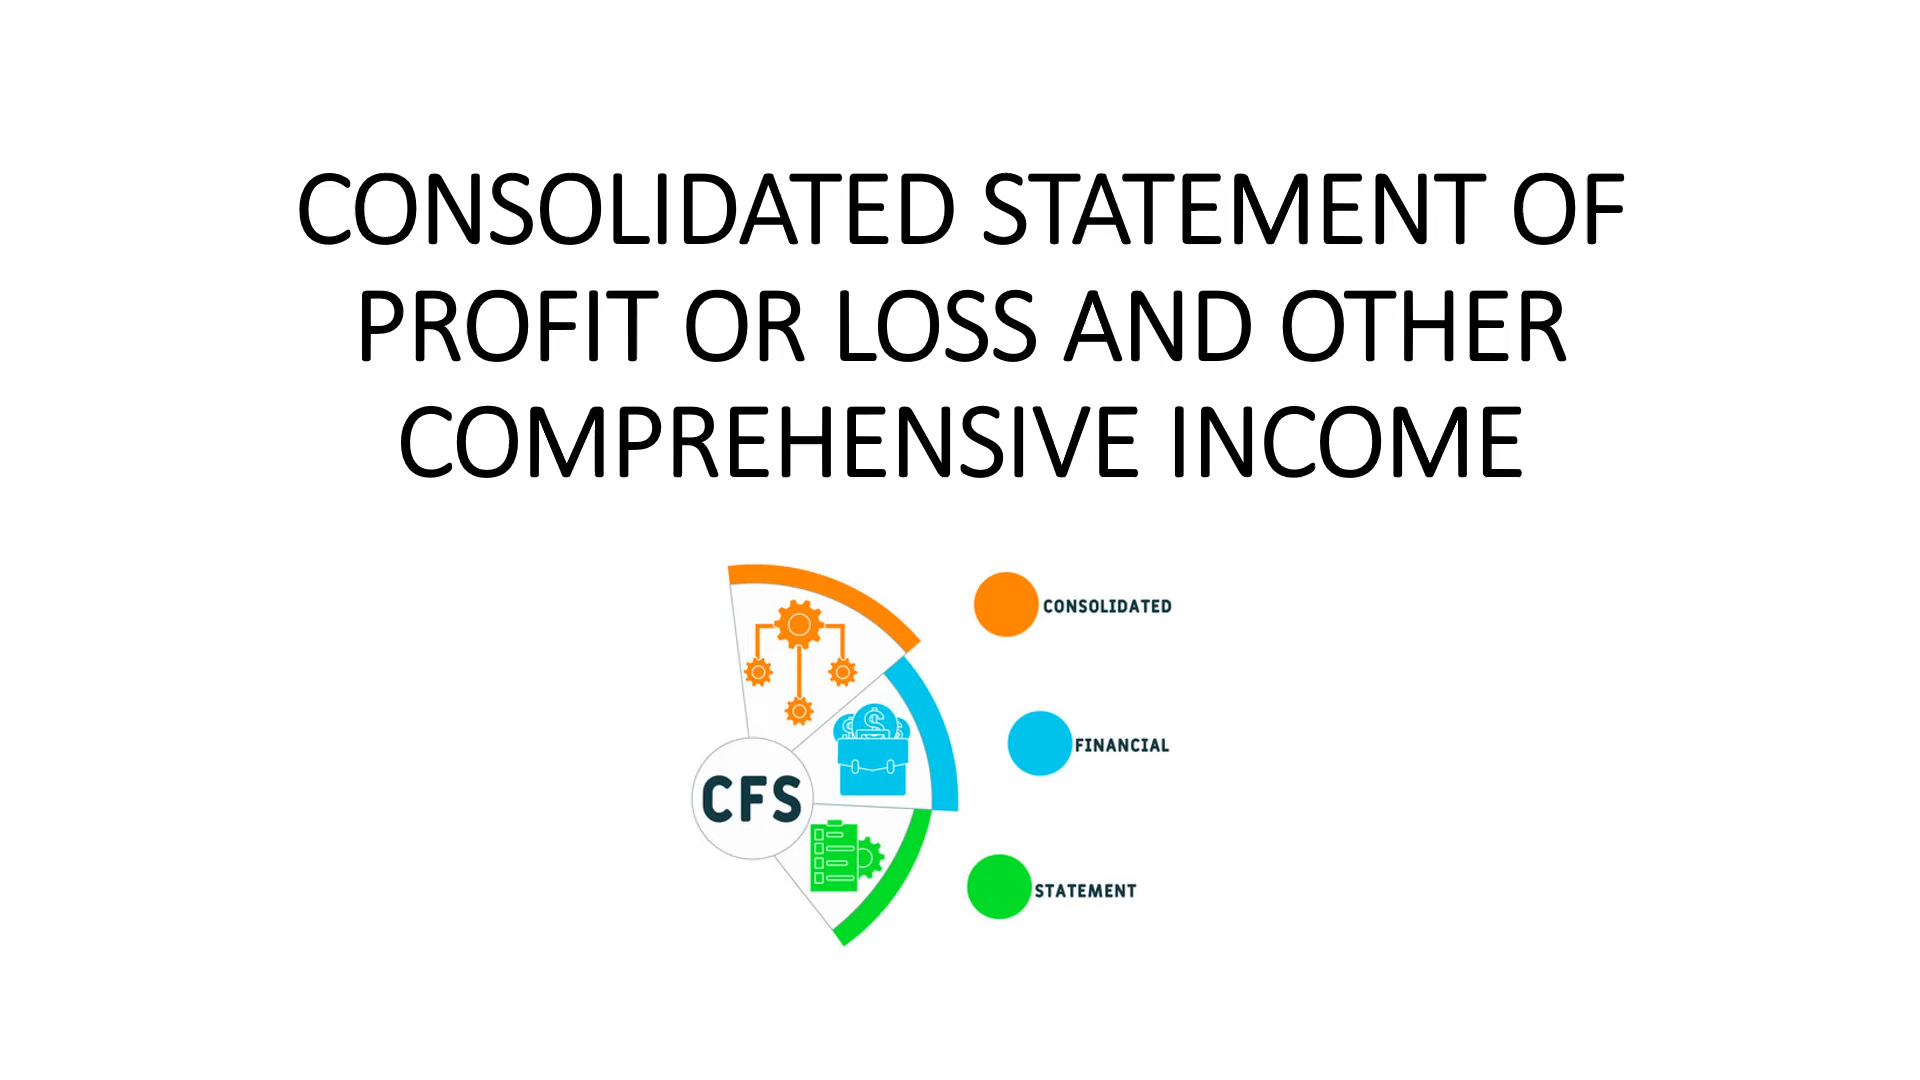 CONSOLIDATED STATEMENT OF
PROFIT OR LOSS AND OTHER
COMPREHENSIVE INCOME
CONSOLIDATED
FINANCIAL
CFS
STATEMENT